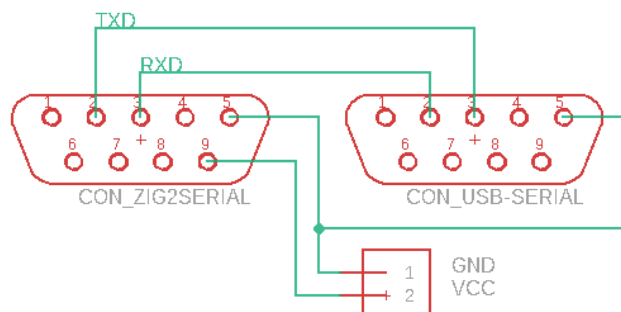 TXD
RXD
1 2 3 4 5
6 7 8 9
CON_ZIG2SERIAL
1 2 3 4 5
6 7 8 9
CON_USB-SERIAL
1 GND
2 VCC